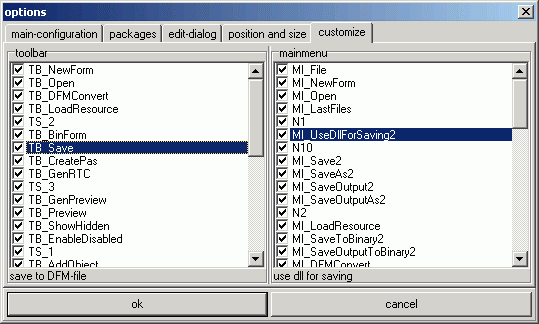 options
main-configuration packages edit-dialog position and size customize
toolbar
TB_NewForm
TB_Open
TB_DFMConvert
TB_LoadResource
TS_2
TB_BinForm
TB_Save
TB_CreatePas
TB_GenRTC
TS_3
TB_GenPreview
TB_Preview
TB_ShowHidden
TB_EnableDisabled
TS_1
TB_AddObject
save to DFM-file
mainmenu
MI_File
MI_NewForm
MI_Open
MI_LastFiles
N1
MI_UseDllForSaving2
N10
MI_Save2
MI_SaveAs2
MI_SaveOutput2
MI_SaveOutputAs2
N2
MI_LoadResource
MI_SaveToBinary2
MI_SaveOutputToBinary2
MI_DFMConvert
use dll for saving
ok cancel